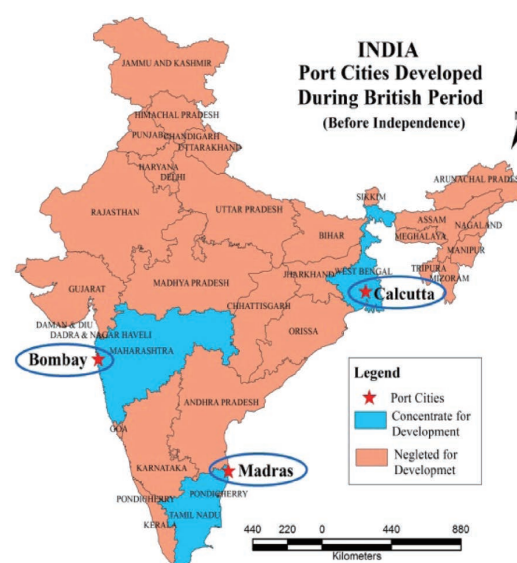 INDIA
Port Cities Developed
During British Period
(Before Independence)
JAMMU AND KASHMIR
HIMACHAL PRADESH
PUNJAB
CHANDIGARH
UTTARAKHAND
HARYANA
DELHI
ARUNACHAL PRADES
SIKKIM
RAJASTHAN
UTTAR PRADESH
ASSAM
NAGALAND
BIHAR
MEGHALAYA
MANIPUR
TRIPURA
MIZORAM
JHARKHAND
WEST BENGAL
GUJARAT
MADHYA PRADESH
Calcutta
CHHATTISGARH
ORISSA
DAMAN & DIU
DADRA & NAGAR HAVELI
Bombay
MAHARASHTRA
Legend
Port Cities
Concentrate for
Development
Negleted for
Developmet
ANDHRA PRADESH
GOA
KARNATAKA
Madras
PONDICHERRY
PONDICHERRY
TAMIL NADU
KERALA
440 220 0 440 880
Kilometers